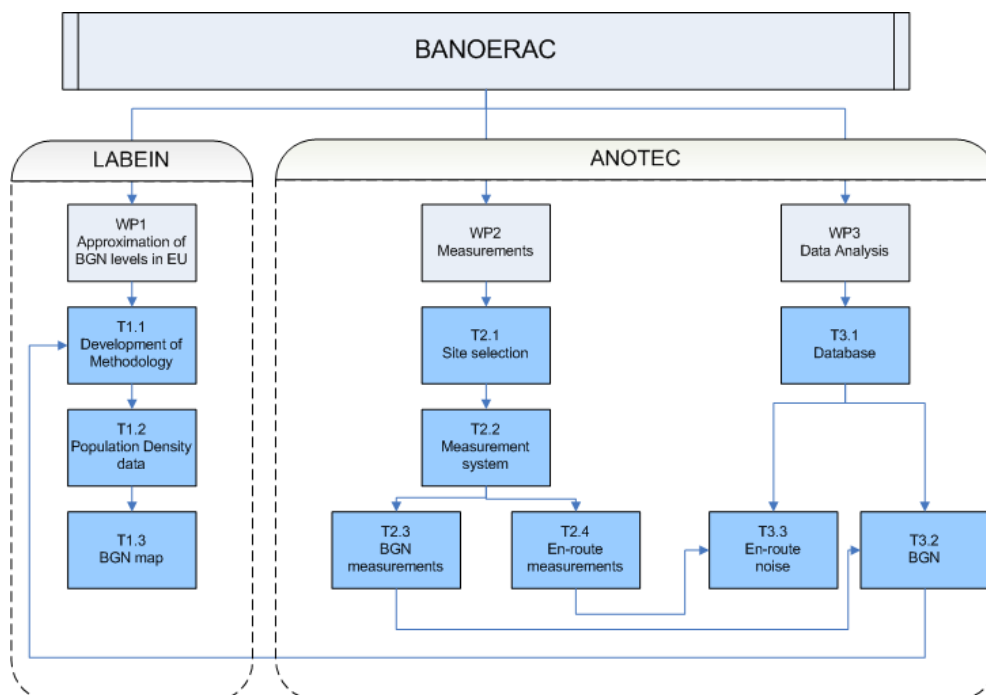 BANOERAC
LABEIN
ANOTEC
WP1
Approximation of
BGN levels in EU
WP2
Measurements
WP3
Data Analysis
T1.1
Development of
Methodology
T2.1
Site selection
T3.1
Database
T1.2
Population Density
data
T2.2
Measurement
system
T1.3
BGN map
T2.3
BGN
measurements
T2.4
En-route
measurements
T3.3
En-route
noise
T3.2
BGN